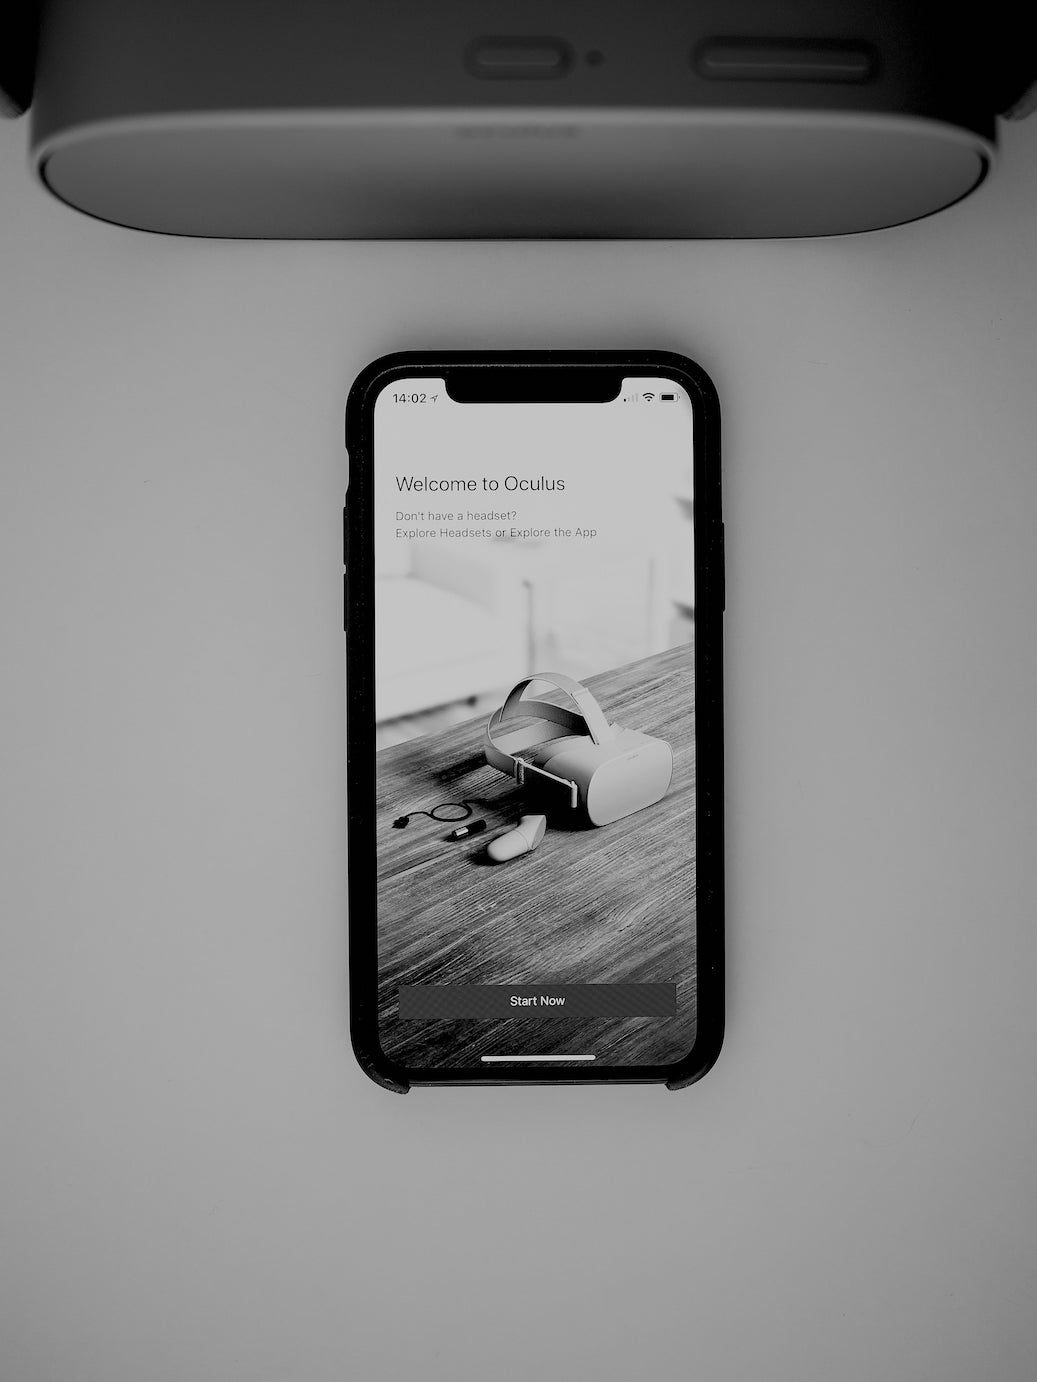 14:02
Welcome to Oculus
Don't have a headset?
Explore Headsets or Explore the App
Start Now